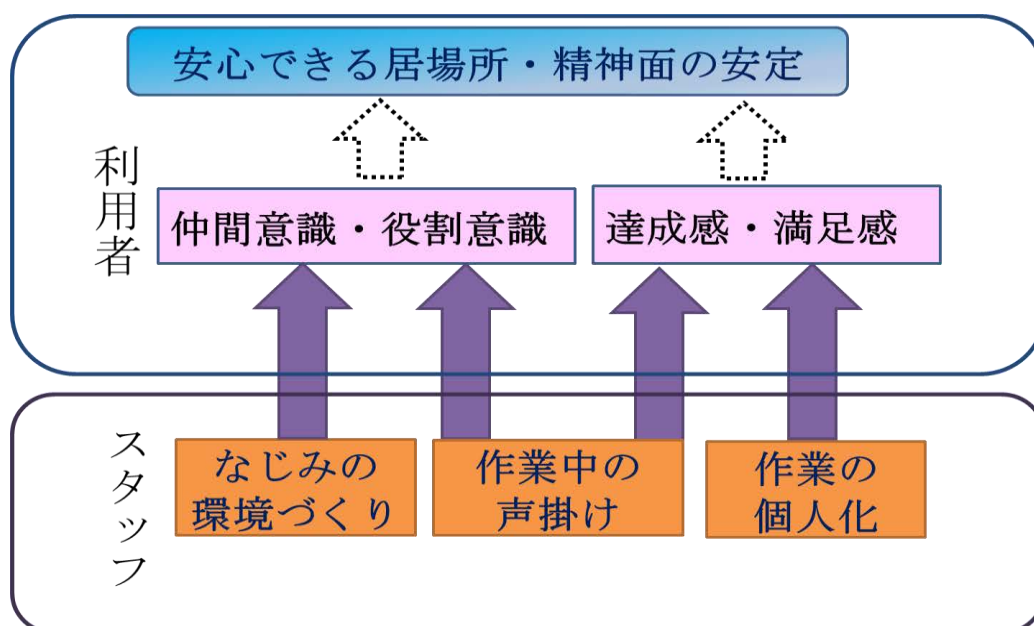 安心できる居場所・精神面の安定
利用者
仲間意識・役割意識
達成感・満足感
スタッフ
なじみの
環境づくり
作業中の
声掛け
作業の
個人化